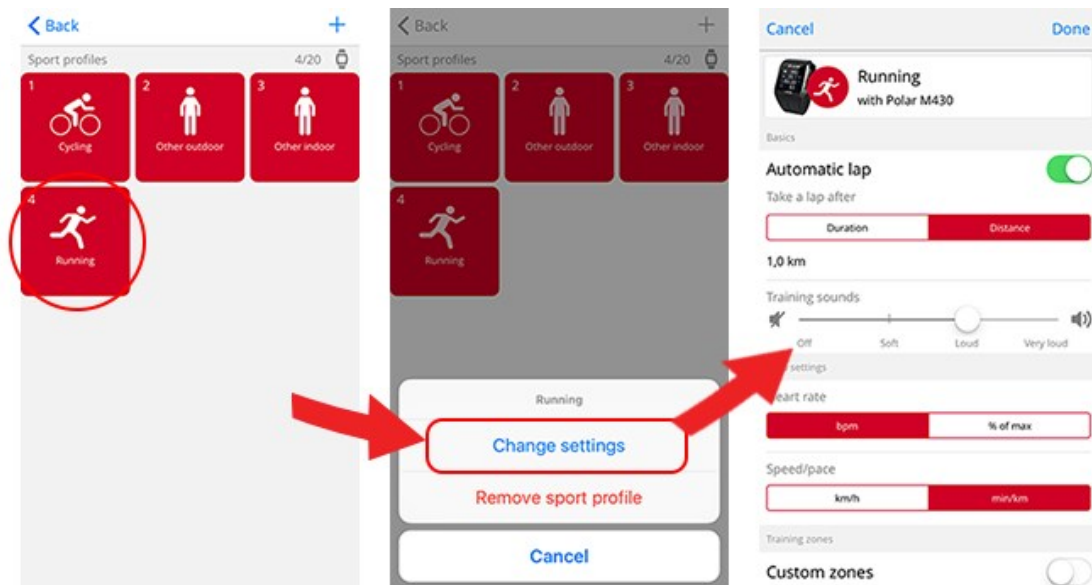 Back
Sport profiles 4/20
1 2 3
Cycling Other outdoor Other indoor
4
Running
Back
Sport profiles 4/20
1 2 3
Cycling Other outdoor Other indoor
4
Running
Running
Change settings
Remove sport profile
Cancel
Cancel Done
Running
with Polar M430
Basics
Automatic lap
Take a lap after
Duration Distance
1,0 km
Training sounds
Off Soft Loud Very loud
settings
eart rate
bpm % of max
Speed/pace
km/h min/km
Training zones
Custom zones